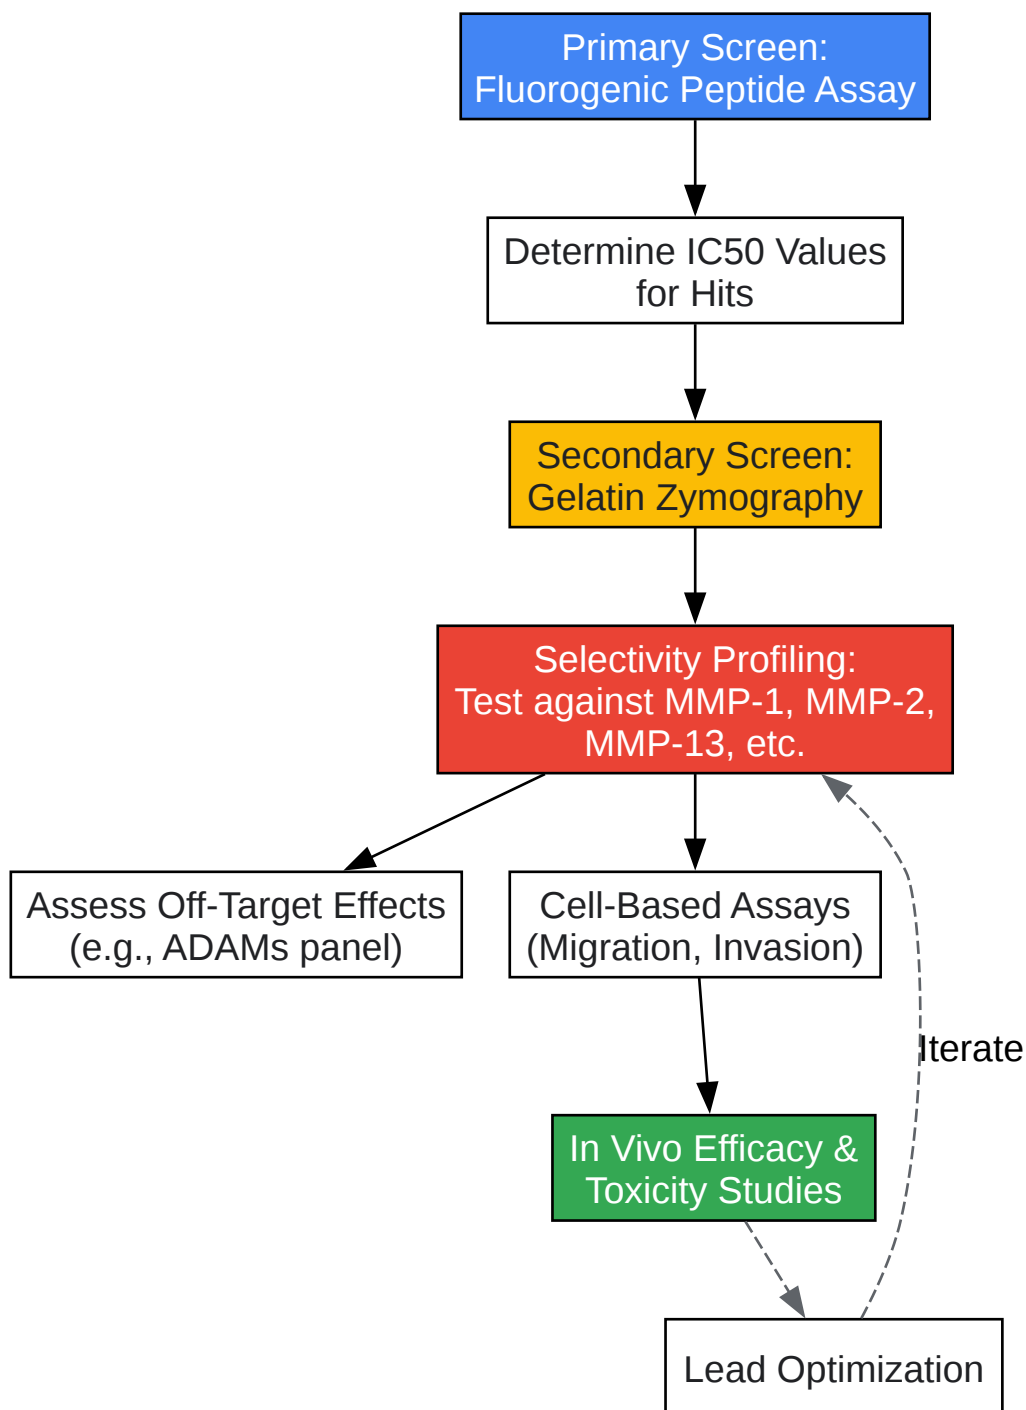 Primary Screen:
Fluorogenic Peptide Assay
Determine IC50 Values
for Hits
Secondary Screen:
Gelatin Zymography
Selectivity Profiling:
Test against MMP-1, MMP-2,
MMP-13, etc.
Assess Off-Target Effects
(e.g., ADAMs panel)
Cell-Based Assays
(Migration, Invasion)
Iterate
In Vivo Efficacy &
Toxicity Studies
Lead Optimization